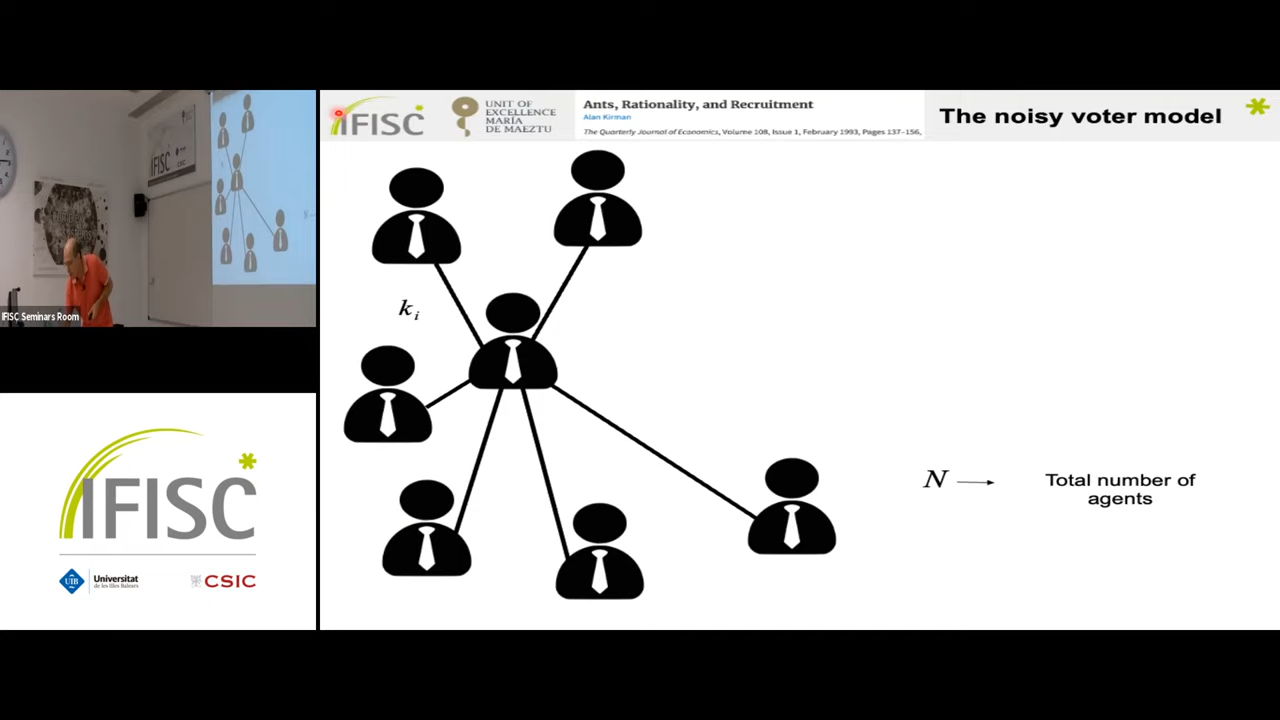 IFISC
UNIT OF
EXCELLENCE
MARÍA
DE MAEZTU
Ants, Rationality, and Recruitment
Alan Kirman
The Quarterly Journal of Economics, Volume 108, Issue 1, February 1993, Pages 137–156,
The noisy voter model
k i
N
Total number of
agents
IFISC
IFISC Seminars Room
IFISC
UIB
Universitat
de les Illes Balears
CSIC